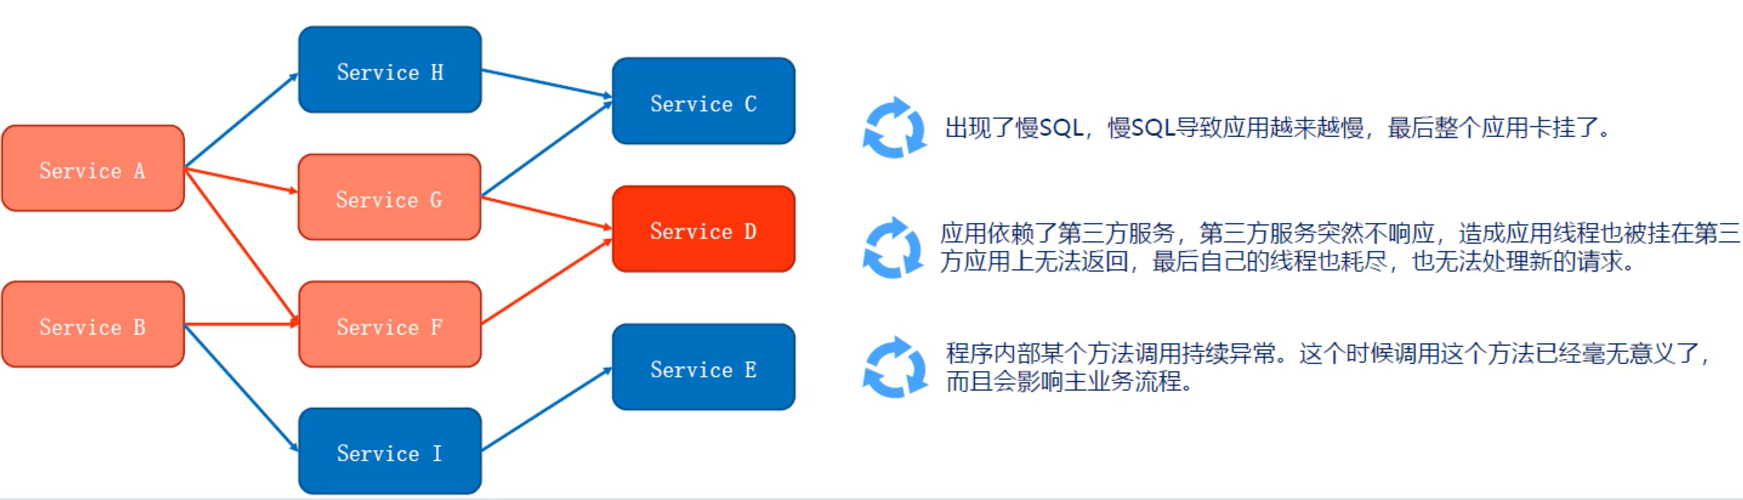 Service H
Service C
Service A
Service G
Service D
Service B
Service F
Service E
Service I
出现了慢SQL，慢SQL导致应用越来越慢，最后整个应用卡挂了。
应用依赖了第三方服务，第三方服务突然不响应，造成应用线程也被挂在第三
方应用上无法返回，最后自己的线程也耗尽，也无法处理新的请求。
程序内部某个方法调用持续异常。这个时候调用这个方法已经毫无意义了，
而且会影响主业务流程。